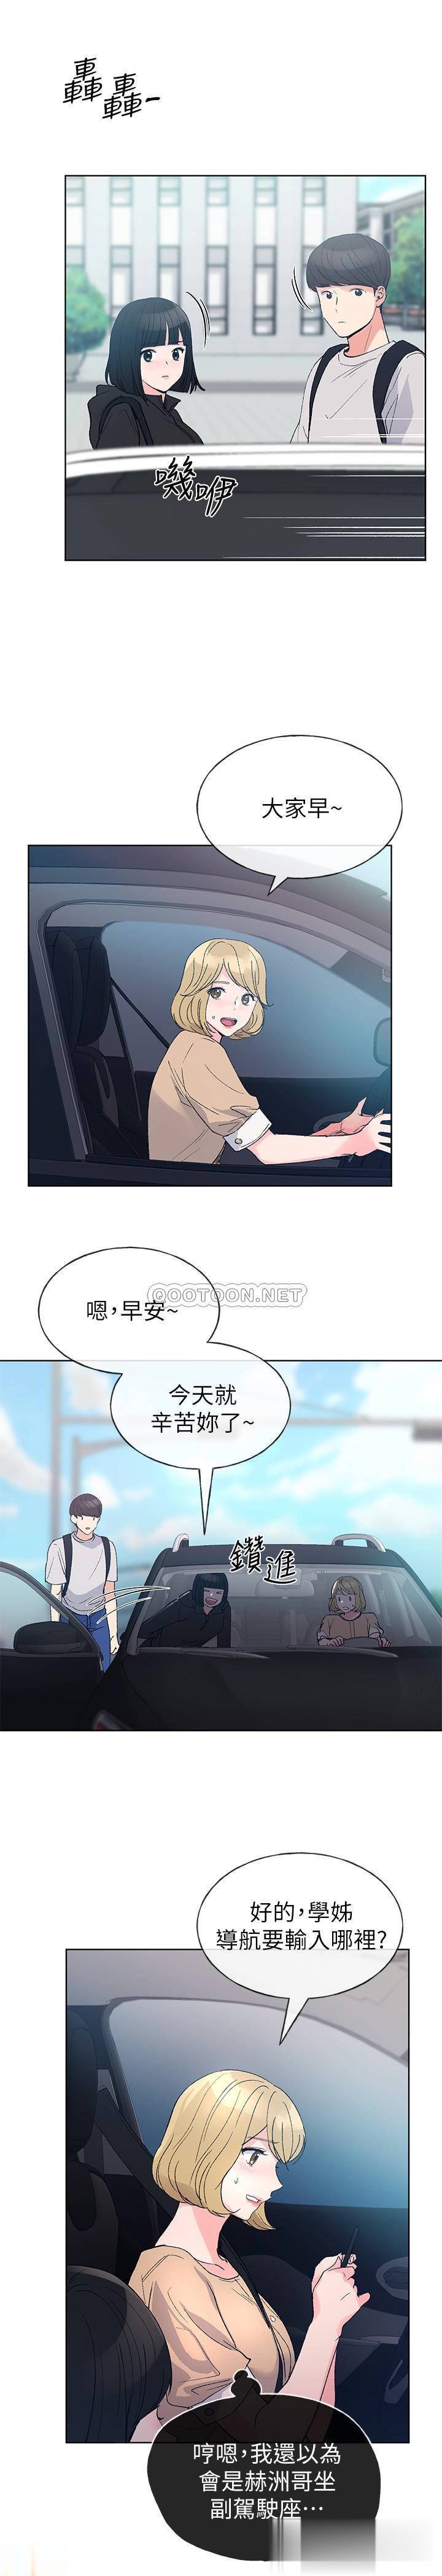 轟轟-
嘰咿
大家早~
QOOTOON.NET
嗯,早安~
今天就
辛苦妳了~
鑽進
好的,學姊
導航要輸入哪裡?
哼嗯,我還以為
會是赫洲哥坐
副駕駛座…